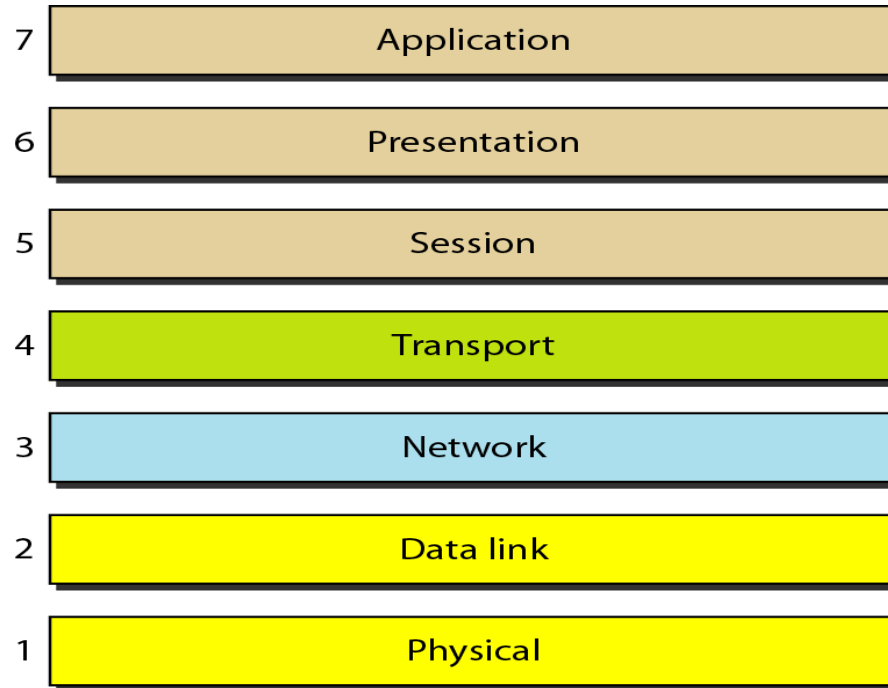 7 Application
6 Presentation
5 Session
4 Transport
3 Network
2 Data link
1 Physical